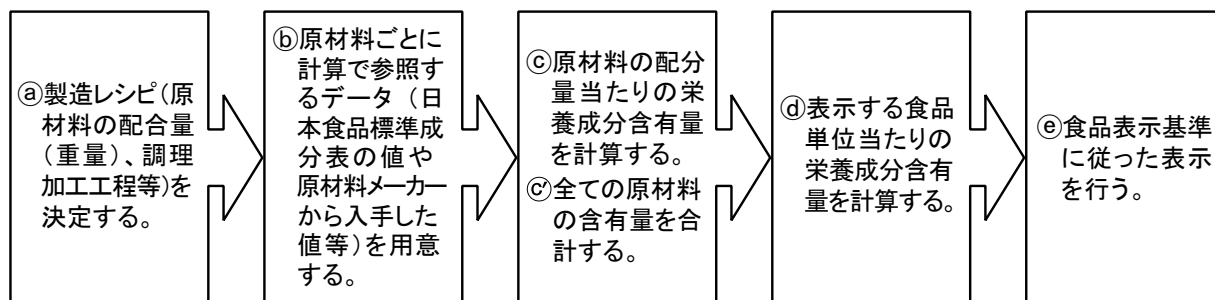 ⓐ製造レシピ(原
材料の配合量
(重量)、調理
加工工程等)を
決定する。
ⓑ原材料ごとに
計算で参照す
るデータ(日
本食品標準成
分表の値や
原材料メーカー
から入手した
値等)を用意
する。
ⓒ原材料の配分
量当たりの栄
養成分含有量
を計算する。
ⓒ′全ての原材料
の含有量を合
計する。
ⓓ表示する食品
単位当たりの
栄養成分含有
量を計算する。
ⓔ食品表示基準
に従った表示
を行う。